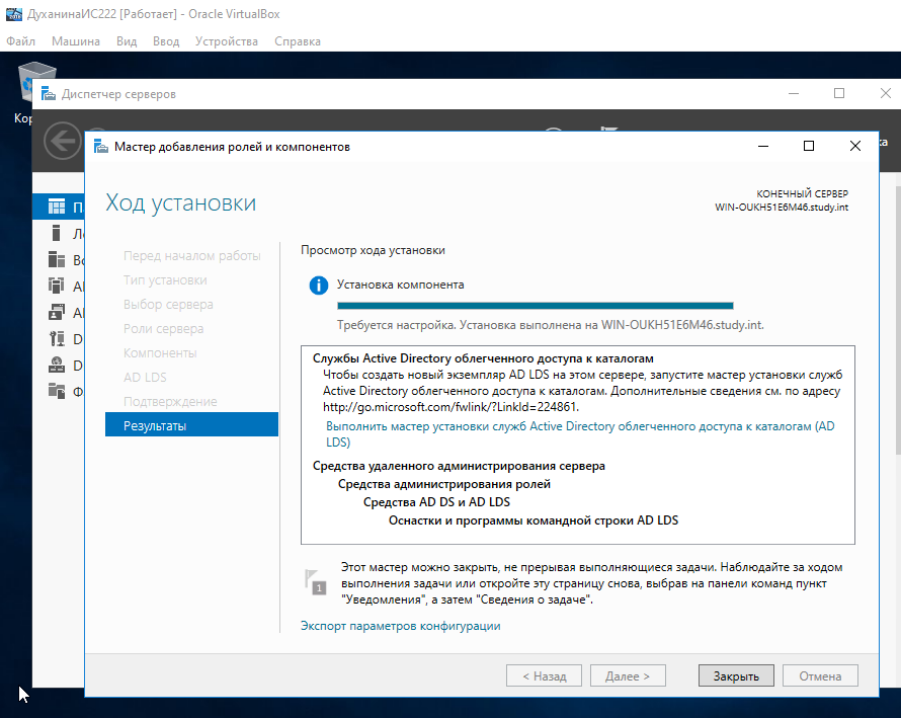 ДуханинаИС222 [Работает] - Oracle VirtualBox
Файл Машина Вид Ввод Устройства Справка
Диспетчер серверов
Мастер добавления ролей и компонентов
Ход установки
КОНЕЧНЫЙ СЕРВЕР
WIN-OUKH51E6M46.study.int
Перед началом работы
Тип установки
Выбор сервера
Роли сервера
Компоненты
AD LDS
Подтверждение
Результаты
Просмотр хода установки
Установка компонента
Требуется настройка. Установка выполнена на WIN-OUKH51E6M46.study.int.
Службы Active Directory облегченного доступа к каталогам
Чтобы создать новый экземпляр AD LDS на этом сервере, запустите мастер установки служб
Active Directory облегченного доступа к каталогам. Дополнительные сведения см. по адресу
http://go.microsoft.com/fwlink/?LinkId=224861.
Выполнить мастер установки служб Active Directory облегченного доступа к каталогам (AD
LDS)
Средства удаленного администрирования сервера
Средства администрирования ролей
Средства AD DS и AD LDS
Оснастки и программы командной строки AD LDS
1
Этот мастер можно закрыть, не прерывая выполняющиеся задачи. Наблюдайте за ходом
выполнения задачи или откройте эту страницу снова, выбрав на панели команд пункт
"Уведомления", а затем "Сведения о задаче".
Экспорт параметров конфигурации
< Назад Далее > Закрыть Отмена